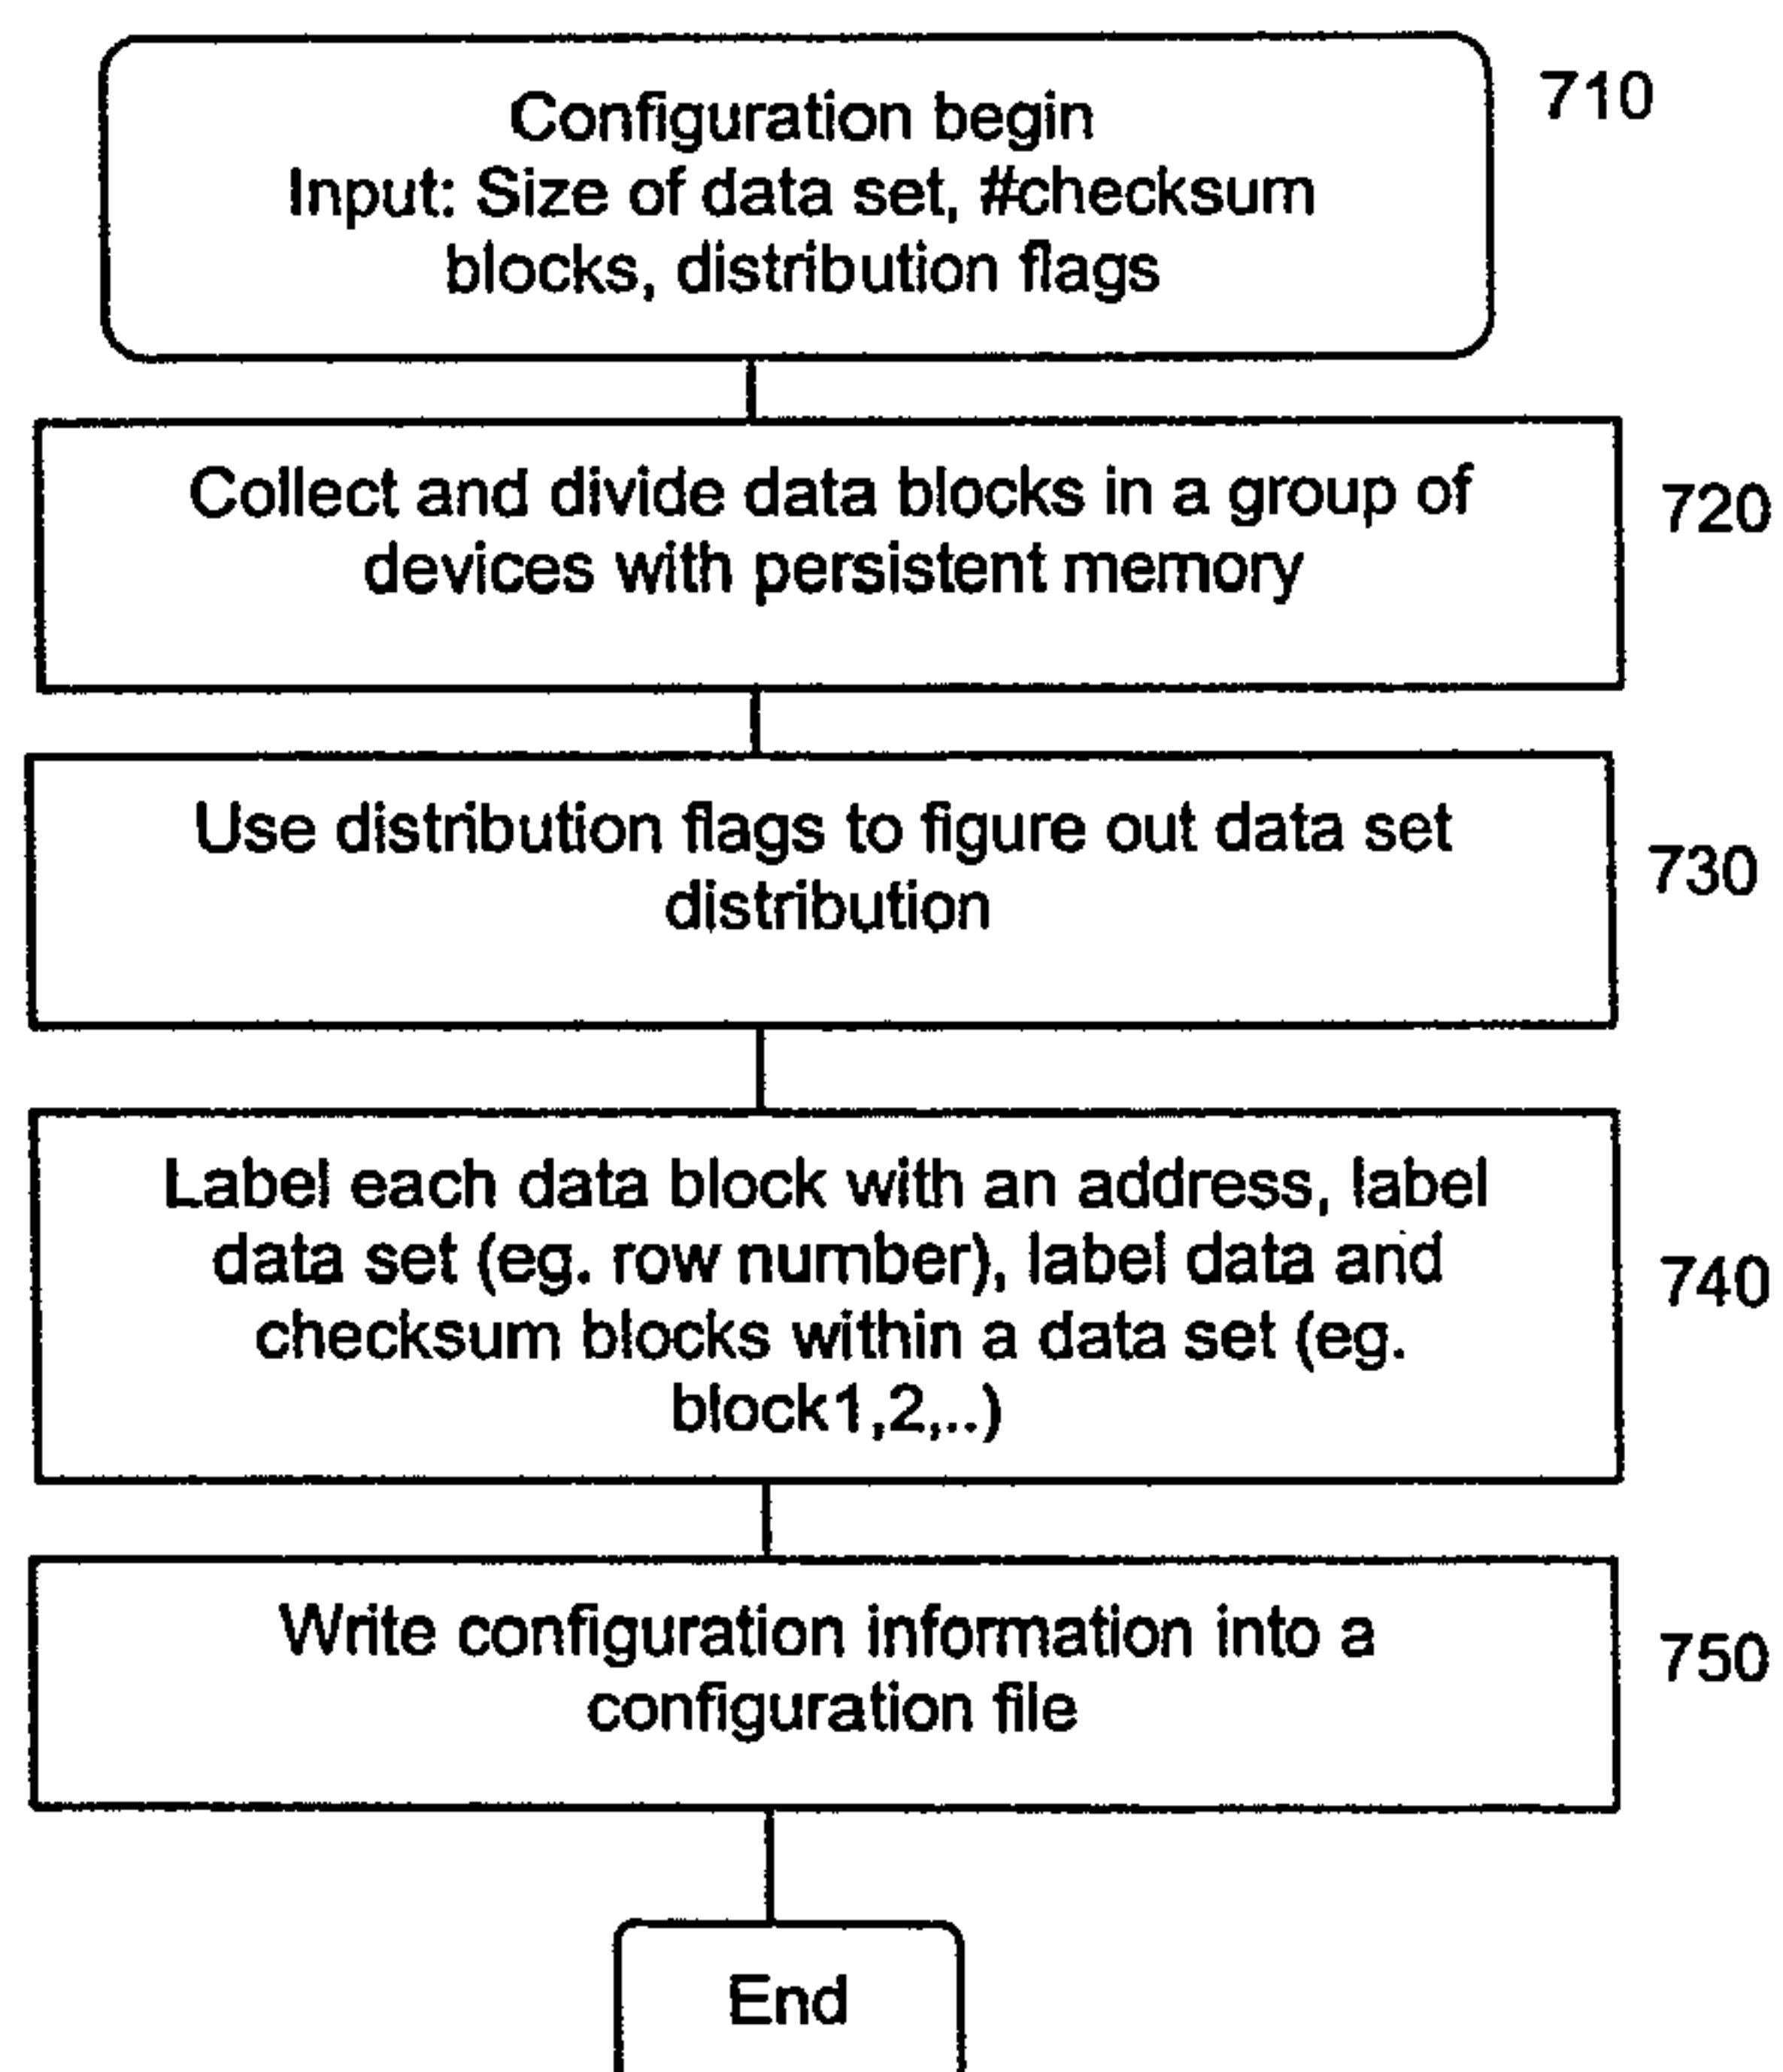 Configuration begin
710
Input: Size of data set, #checksum
blocks, distribution flags
Collect and divide data blocks in a group of
720
devices with persistent memory
Use distribution flags to figure out data set
730
distribution
Label each data block with an address, label
data set (eg. row number), label data and
740
checksum blocks within a data set (eg.
block1,2,..)
Write configuration information into a
750
configuration file
End